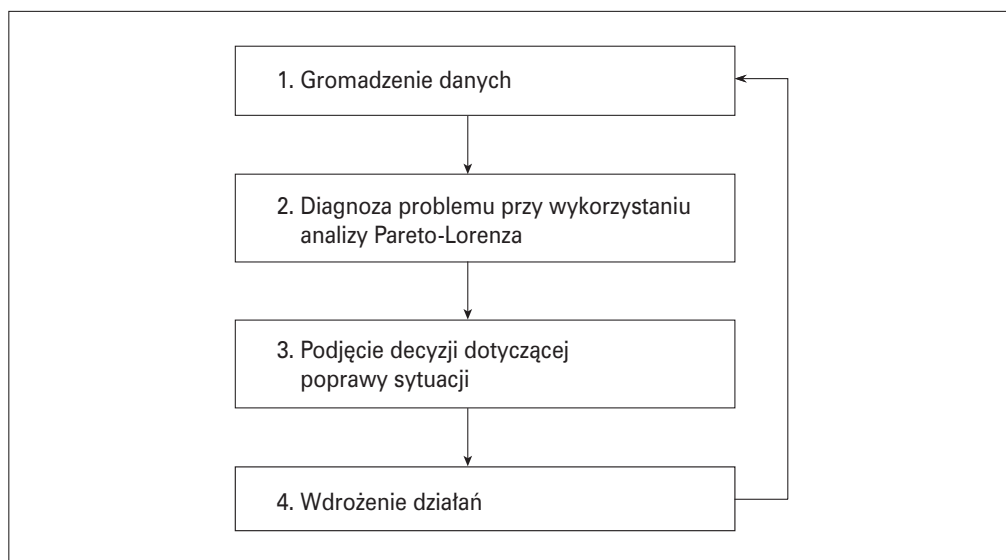 1. Gromadzenie danych
2. Diagnoza problemu przy wykorzystaniu
analizy Pareto-Lorenza
3. Podjęcie decyzji dotyczącej
poprawy sytuacji
4. Wdrożenie działań